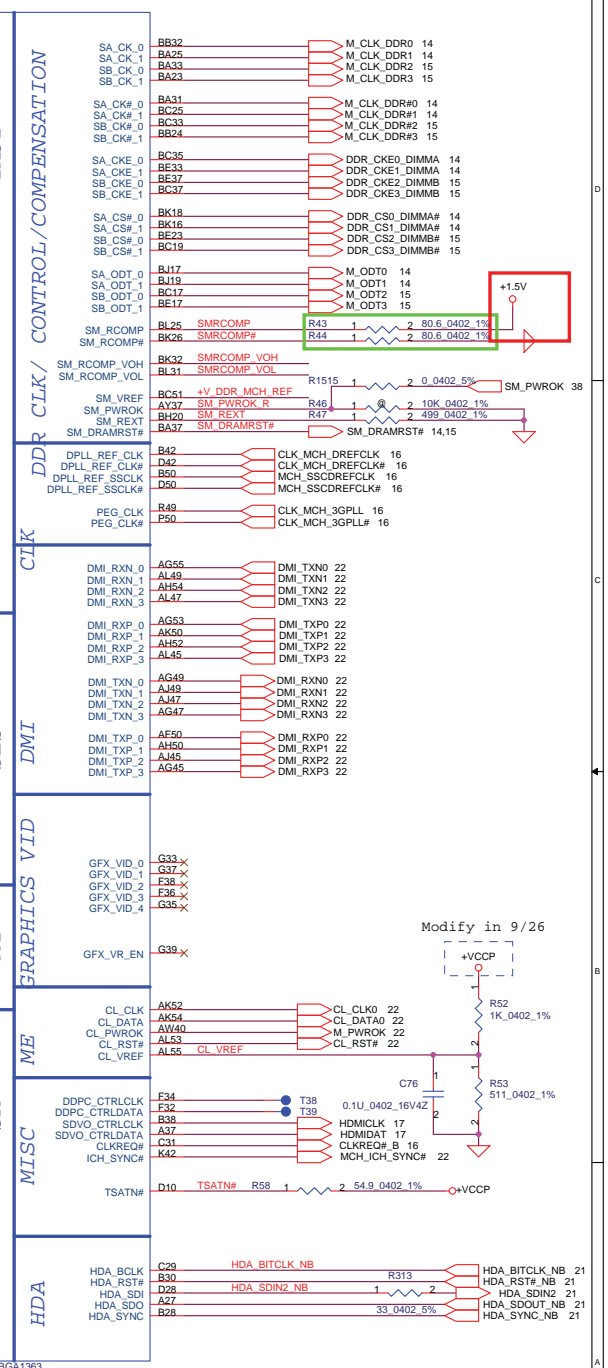 DDR CLK/ CONTROL/COMPENSATION
SA_CK_0 BB32 M_CLK_DDR0 14
SA_CK_1 BA25 M_CLK_DDR1 14
SB_CK_0 BA33 M_CLK_DDR2 15
SB_CK_1 BA23 M_CLK_DDR3 15
SA_CK#_0 BA31 M_CLK_DDR#0 14
SA_CK#_1 BC25 M_CLK_DDR#1 14
SB_CK#_0 BC33 M_CLK_DDR#2 15
SB_CK#_1 BB24 M_CLK_DDR#3 15
SA_CKE_0 BC35 DDR_CKE0_DIMMA 14
SA_CKE_1 BE33 DDR_CKE1_DIMMA 14
SB_CKE_0 BE37 DDR_CKE2_DIMMB 15
SB_CKE_1 BC37 DDR_CKE3_DIMMB 15
SA_CS#_0 BK18 DDR_CS0_DIMMA# 14
SA_CS#_1 BK16 DDR_CS1_DIMMA# 14
SB_CS#_0 BE23 DDR_CS2_DIMMB# 15
SB_CS#_1 BC19 DDR_CS3_DIMMB# 15
SA_ODT_0 BJ17 M_ODT0 14
SA_ODT_1 BJ19 M_ODT1 14
SB_ODT_0 BC17 M_ODT2 15
SB_ODT_1 BE17 M_ODT3 15
+1.5V
SM_RCOMP BL25 SMRCOMP R43 1 2 80.6_0402_1%
SM_RCOMP# BK26 SMRCOMP# R44 1 2 80.6_0402_1%
SM_RCOMP_VOH BK32 SMRCOMP_VOH
SM_RCOMP_VOL BL31 SMRCOMP_VOL
R1515 1 2 0_0402_5% SM_PWROK 38
SM_VREF BC51 +V_DDR_MCH_REF
SM_PWROK AY37 SM_PWROK_R R46 1 @ 2 10K_0402_1%
SM_REXT BH20 SM_REXT R47 1 2 499_0402_1%
SM_DRAMRST# BA37 SM_DRAMRST# SM_DRAMRST# 14,15
CLK
DPLL_REF_CLK B42 CLK_MCH_DREFCLK 16
DPLL_REF_CLK# D42 CLK_MCH_DREFCLK# 16
DPLL_REF_SSCLK B50 MCH_SSCDREFCLK 16
DPLL_REF_SSCLK# D50 MCH_SSCDREFCLK# 16
PEG_CLK R49 CLK_MCH_3GPLL 16
PEG_CLK# P50 CLK_MCH_3GPLL# 16
DMI
DMI_RXN_0 AG55 DMI_TXN0 22
DMI_RXN_1 AL49 DMI_TXN1 22
DMI_RXN_2 AH54 DMI_TXN2 22
DMI_RXN_3 AL47 DMI_TXN3 22
DMI_RXP_0 AG53 DMI_TXP0 22
DMI_RXP_1 AK50 DMI_TXP1 22
DMI_RXP_2 AH52 DMI_TXP2 22
DMI_RXP_3 AL45 DMI_TXP3 22
DMI_TXN_0 AG49 DMI_RXN0 22
DMI_TXN_1 AJ49 DMI_RXN1 22
DMI_TXN_2 AJ47 DMI_RXN2 22
DMI_TXN_3 AG47 DMI_RXN3 22
DMI_TXP_0 AF50 DMI_RXP0 22
DMI_TXP_1 AH50 DMI_RXP1 22
DMI_TXP_2 AJ45 DMI_RXP2 22
DMI_TXP_3 AG45 DMI_RXP3 22
GRAPHICS VID
GFX_VID_0 G33
GFX_VID_1 G37
GFX_VID_2 F38
GFX_VID_3 F36
GFX_VID_4 G35
GFX_VR_EN G39
Modify in 9/26
+VCCP
ME
CL_CLK AK52 CL_CLK0 22
CL_DATA AK54 CL_DATA0 22
CL_PWROK AW40 M_PWROK 22
CL_RST# AL53 CL_RST# 22
CL_VREF AL55 CL_VREF
1 R52
1K_0402_1%
2
1 C76
0.1U_0402_16V4Z
2
1 R53
511_0402_1%
2
MISC
DDPC_CTRLCLK F34 T38
DDPC_CTRLDATA F32 T39
SDVO_CTRLCLK B38 HDMICLK 17
SDVO_CTRLDATA A37 HDMIDAT 17
CLKREQ# C31 CLKREQ#_B 16
ICH_SYNC# K42 MCH_ICH_SYNC# 22
TSATN# D10 TSATN# R58 1 2 54.9_0402_1% +VCCP
HDA
HDA_BCLK C29 HDA_BITCLK_NB HDA_BITCLK_NB 21
HDA_RST# B30 HDA_RST#_NB 21
HDA_SDI D28 HDA_SDIN2_NB R313 1 2 HDA_SDIN2 21
HDA_SDO A27 HDA_SDOUT_NB 21
HDA_SYNC B28 33_0402_5% HDA_SYNC_NB 21
D
C
B
A